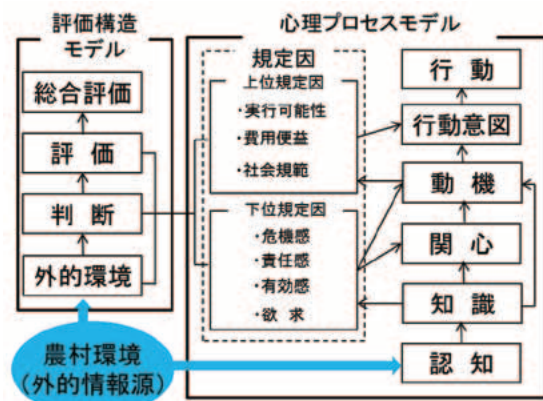 評価構造
モデル
総合評価
評価
判断
外的環境
農村環境
(外的情報源)
心理プロセスモデル
規定因
上位規定因
・実行可能性
・費用便益
・社会規範
下位規定因
・危機感
・責任感
・有効感
・欲求
行動
行動意図
動機
関心
知識
認知